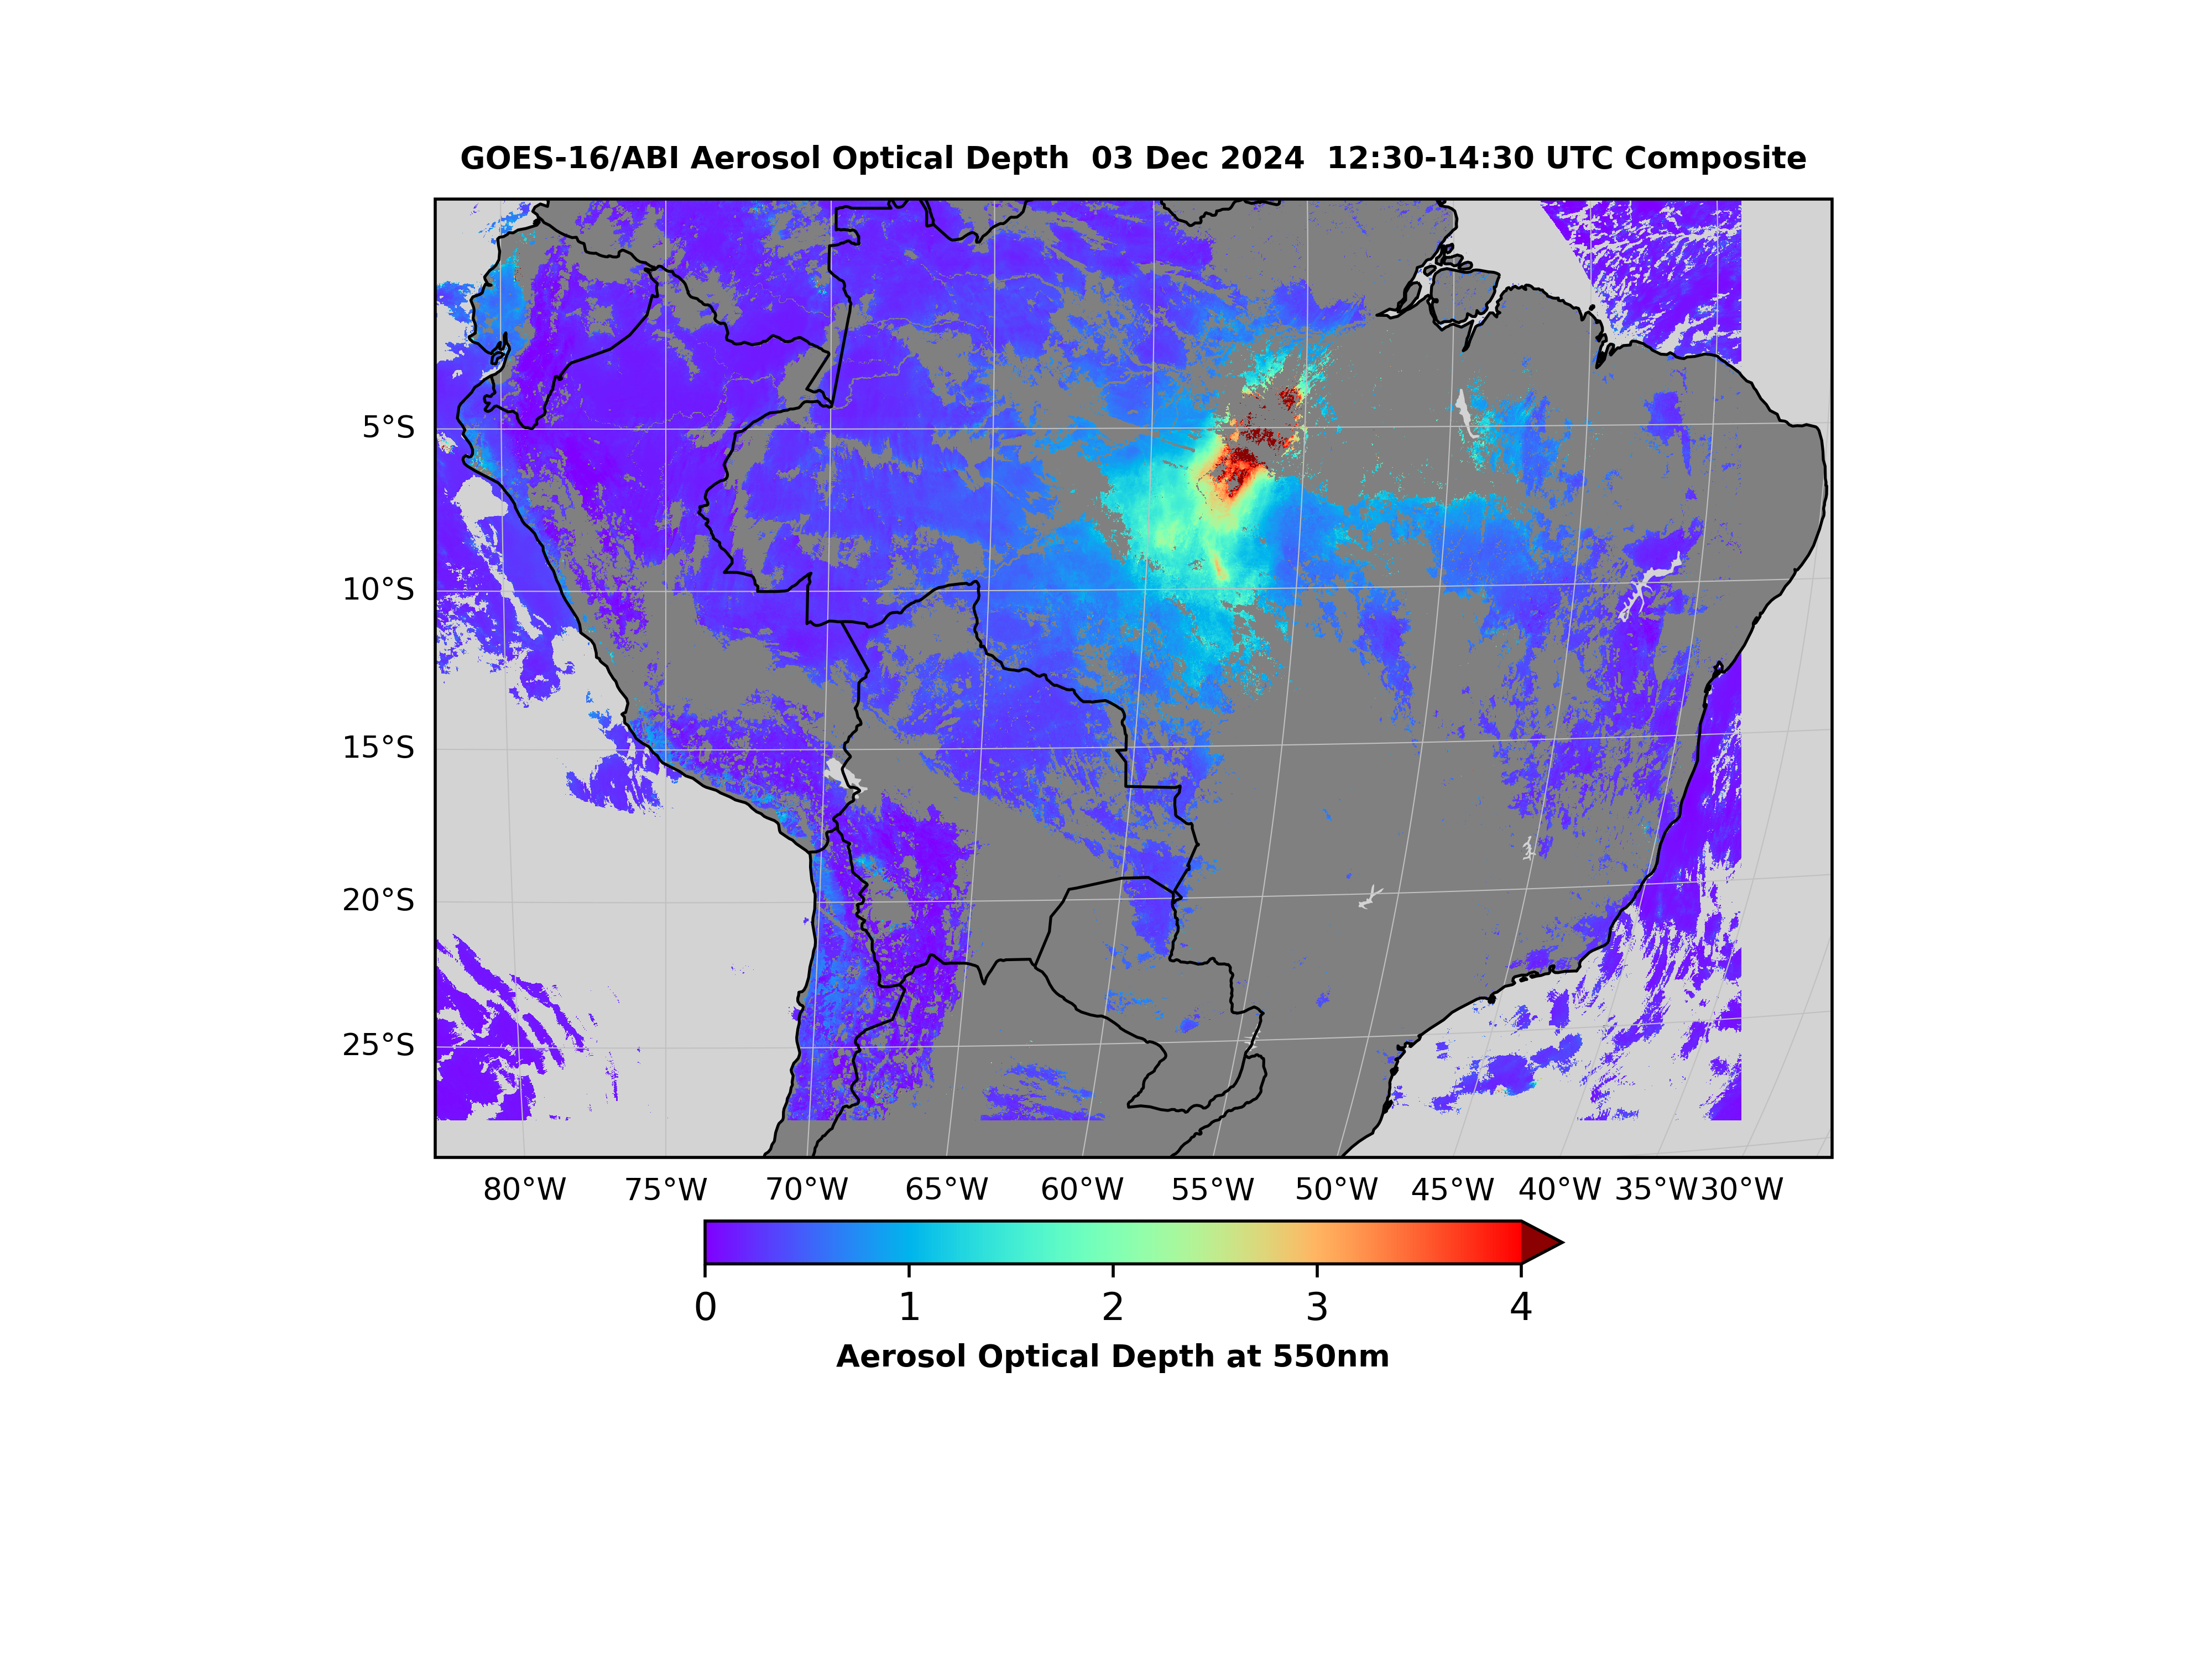 GOES-16/ABI Aerosol Optical Depth  03 Dec 2024  12:30-14:30 UTC Composite
5°S
10°S
15°S
20°S
25°S
80°W 75°W 70°W 65°W 60°W 55°W 50°W 45°W 40°W 35°W 30°W
0 1 2 3 4
Aerosol Optical Depth at 550nm